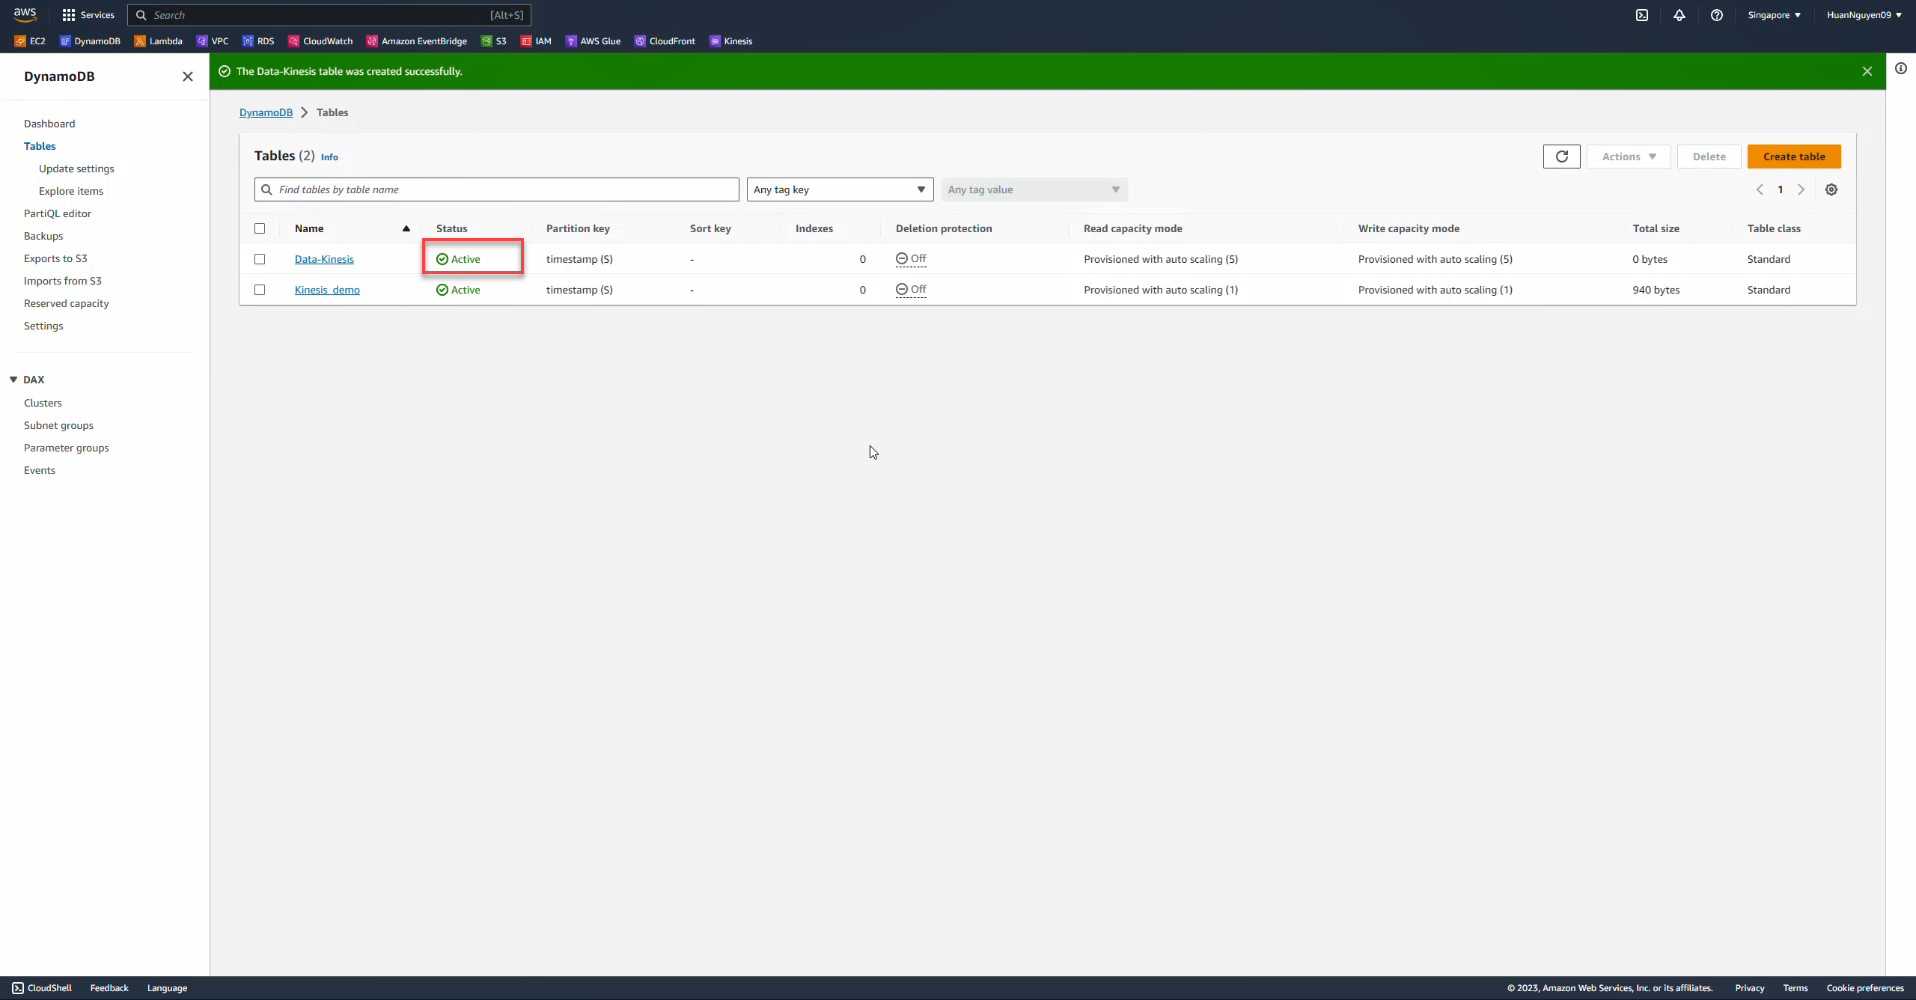 aws Services Search [Alt+S] Singapore ▼ HuanNguyen09 ▼
EC2 DynamoDB Lambda VPC RDS CloudWatch Amazon EventBridge S3 IAM AWS Glue CloudFront Kinesis
DynamoDB
The Data-Kinesis table was created successfully.
Dashboard
Tables
Update settings
Explore items
PartiQL editor
Backups
Exports to S3
Imports from S3
Reserved capacity
Settings
DAX
Clusters
Subnet groups
Parameter groups
Events
DynamoDB > Tables
Tables (2) Info Actions ▼ Delete Create table
Find tables by table name Any tag key Any tag value < 1 >
Name Status Partition key Sort key Indexes Deletion protection Read capacity mode Write capacity mode Total size Table class
Data-Kinesis Active timestamp (S) - 0 Off Provisioned with auto scaling (5) Provisioned with auto scaling (5) 0 bytes Standard
Kinesis_demo Active timestamp (S) - 0 Off Provisioned with auto scaling (1) Provisioned with auto scaling (1) 940 bytes Standard
CloudShell Feedback Language © 2023, Amazon Web Services, Inc. or its affiliates. Privacy Terms Cookie preferences